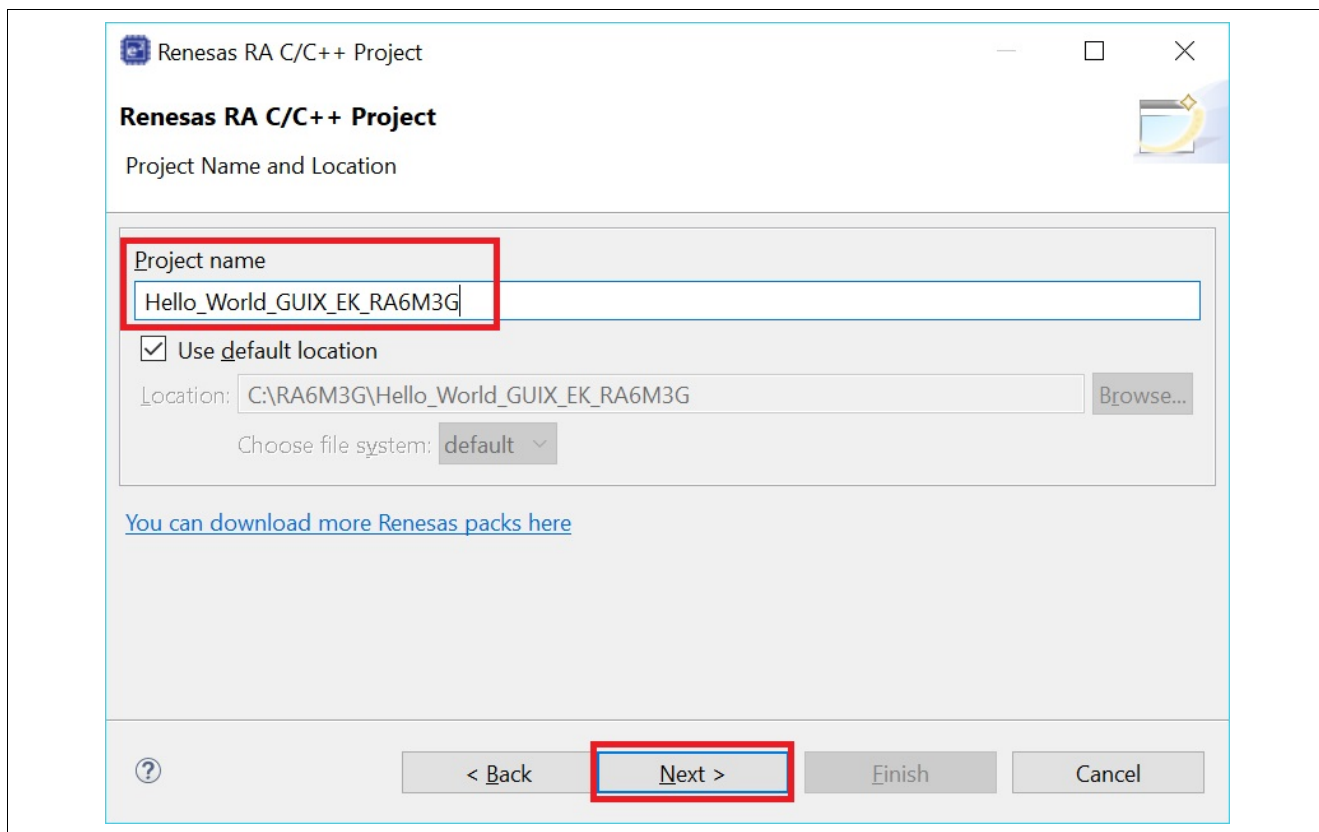 Renesas RA C/C++ Project
Renesas RA C/C++ Project
Project Name and Location
Project name
Hello_World_GUIX_EK_RA6M3G
Use default location
Location: C:\RA6M3G\Hello_World_GUIX_EK_RA6M3G Browse...
Choose file system: default
You can download more Renesas packs here
? < Back Next > Finish Cancel